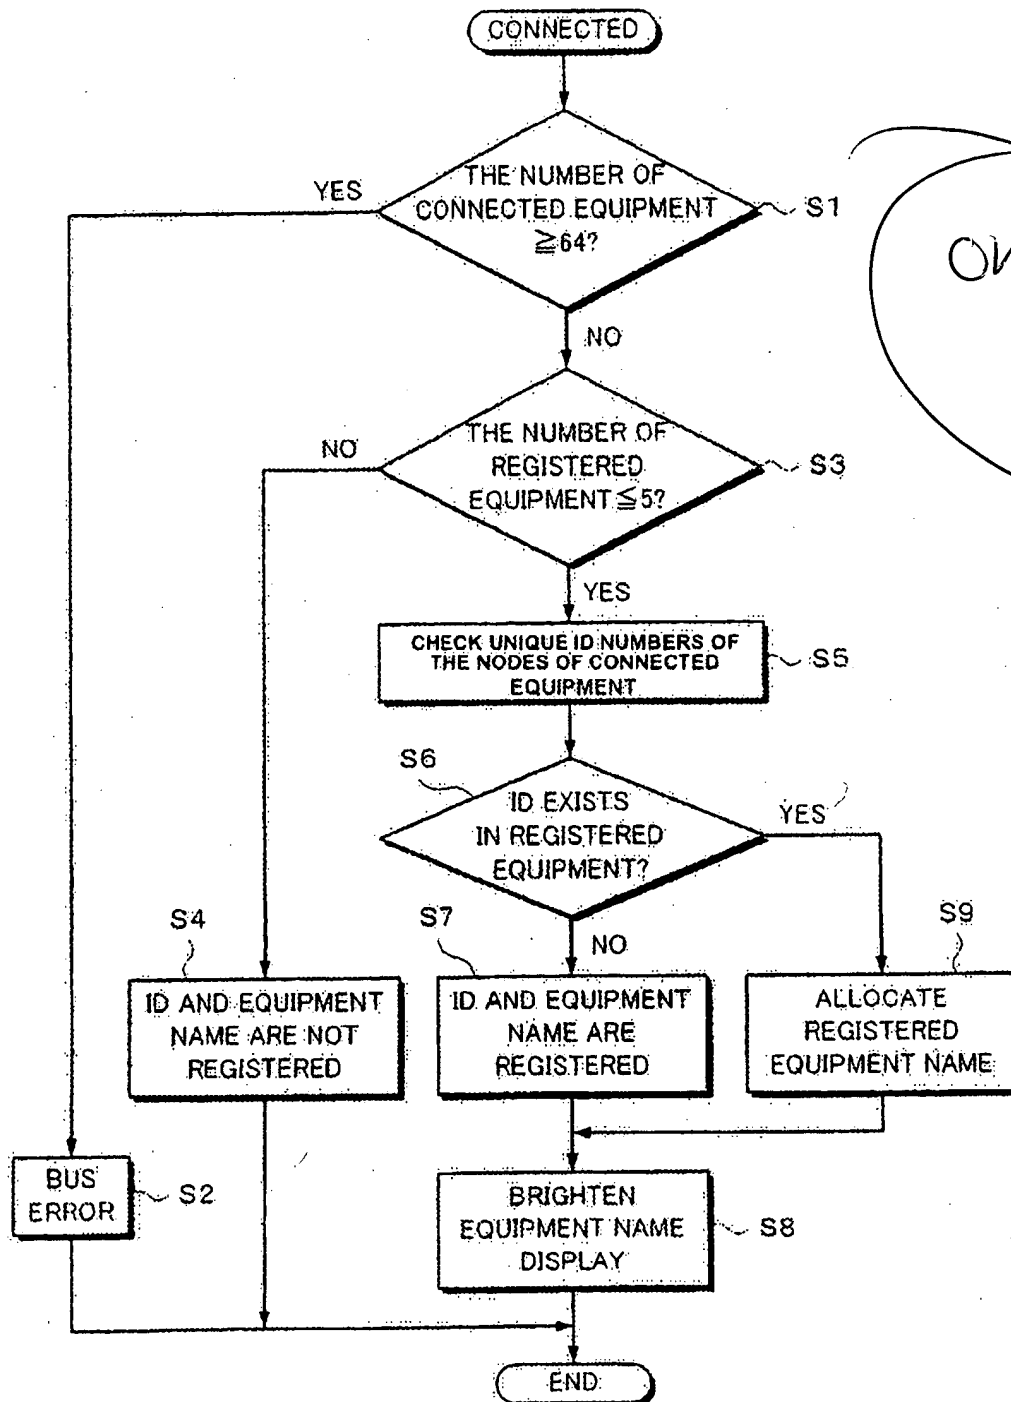 CONNECTED
THE NUMBER OF
CONNECTED EQUIPMENT
≧64?
YES
S1
NO
THE NUMBER OF
REGISTERED
EQUIPMENT≦5?
NO
S3
YES
CHECK UNIQUE ID NUMBERS OF
THE NODES OF CONNECTED
EQUIPMENT
S5
S6
ID EXISTS
IN REGISTERED
EQUIPMENT?
YES
NO
S4
ID AND EQUIPMENT
NAME ARE NOT
REGISTERED
S7
ID AND EQUIPMENT
NAME ARE
REGISTERED
S9
ALLOCATE
REGISTERED
EQUIPMENT NAME
BUS
ERROR
S2
BRIGHTEN
EQUIPMENT NAME
DISPLAY
S8
END